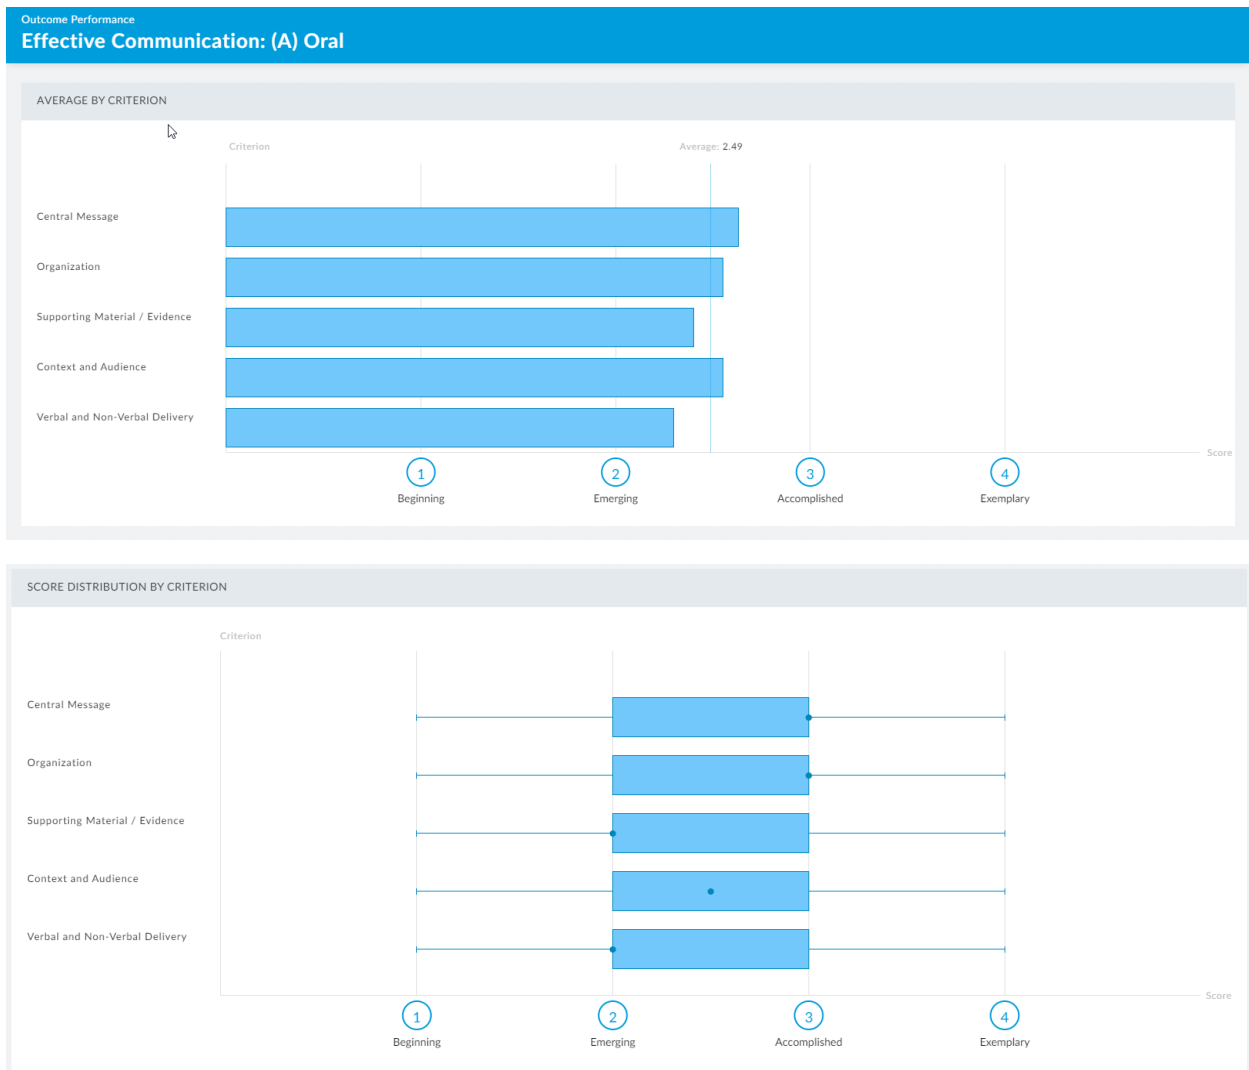 Outcome Performance
Effective Communication: (A) Oral
AVERAGE BY CRITERION
Criterion
Average: 2.49
Central Message
Organization
Supporting Material / Evidence
Context and Audience
Verbal and Non-Verbal Delivery
Score
1 2 3 4
Beginning Emerging Accomplished Exemplary
SCORE DISTRIBUTION BY CRITERION
Criterion
Central Message
Organization
Supporting Material / Evidence
Context and Audience
Verbal and Non-Verbal Delivery
Score
1 2 3 4
Beginning Emerging Accomplished Exemplary